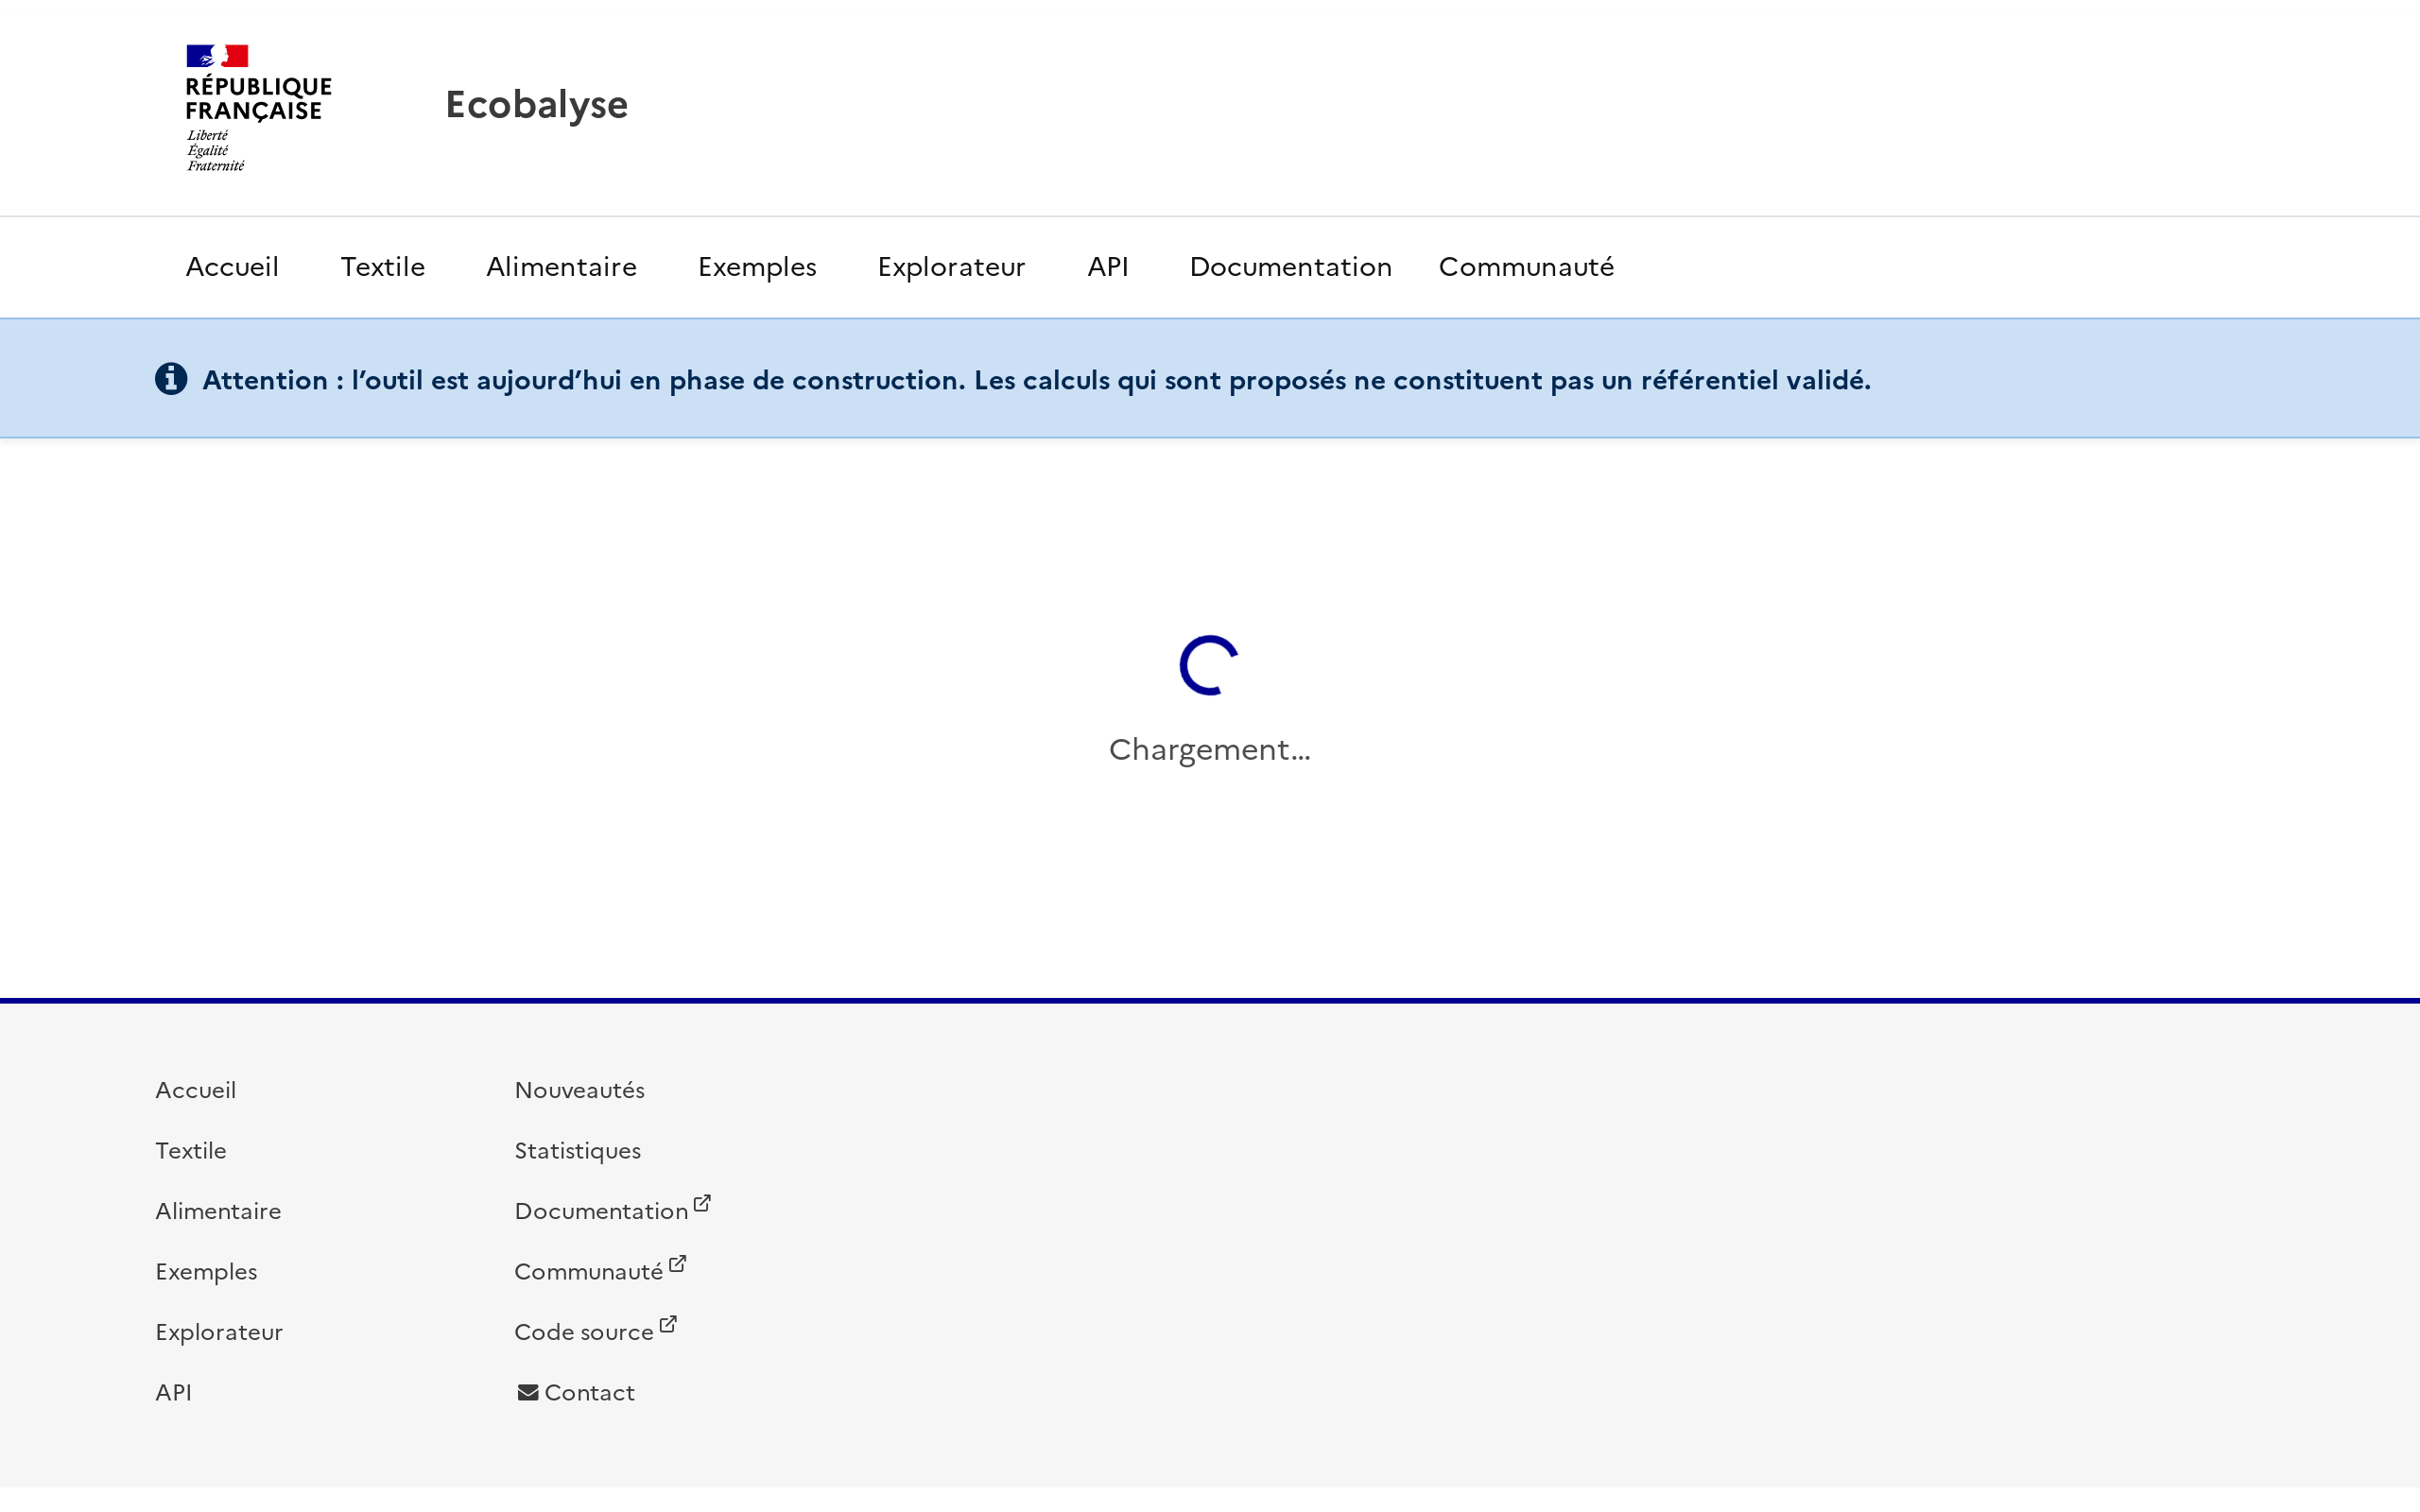 RÉPUBLIQUE
FRANÇAISE
Liberté
Égalité
Fraternité
Ecobalyse
Accueil Textile Alimentaire Exemples Explorateur API Documentation Communauté
Attention : l’outil est aujourd’hui en phase de construction. Les calculs qui sont proposés ne constituent pas un référentiel validé.
Chargement…
Accueil
Textile
Alimentaire
Exemples
Explorateur
API
Nouveautés
Statistiques
Documentation
Communauté
Code source
Contact